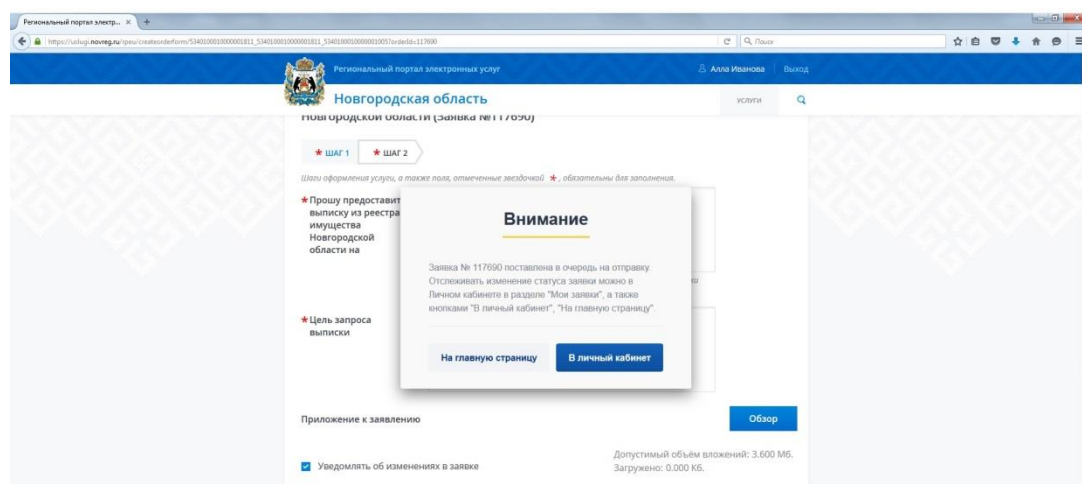 Региональный портал электр...
https://uslugi.novreg.ru/rpeu/createorderform/5340100010000001811_5340100010000001811_5340100010000001005?orderId=117690
Поиск
Региональный портал электронных услуг
Алла Иванова
Выход
Новгородская область
УСЛУГИ
Новгородской области (Заявка №117690)
* ШАГ 1
* ШАГ 2
Шаги оформления услуги, а также поля, отмеченные звездочкой *, обязательны для заполнения.
* Прошу предоставит
выписку из реестра
имущества
Новгородской
области на
Внимание
Заявка № 117690 поставлена в очередь на отправку.
Отслеживать изменение статуса заявки можно в
Личном кабинете в разделе "Мои заявки", а также
кнопками "В личный кабинет", "На главную страницу".
* Цель запроса
выписки
На главную страницу
В личный кабинет
Приложение к заявлению
Обзор
Допустимый объём вложений: 3.600 Мб.
Уведомлять об изменениях в заявке
Загружено: 0.000 Кб.